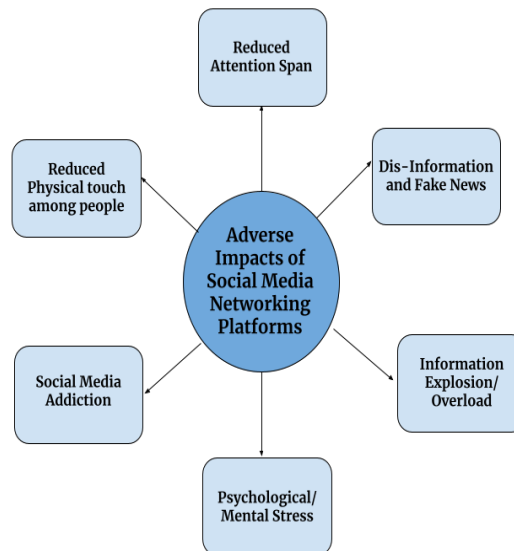 Reduced
Attention Span
Reduced
Physical touch
among people
Dis-Information
and Fake News
Adverse
Impacts of
Social Media
Networking
Platforms
Social Media
Addiction
Information
Explosion/
Overload
Psychological/
Mental Stress